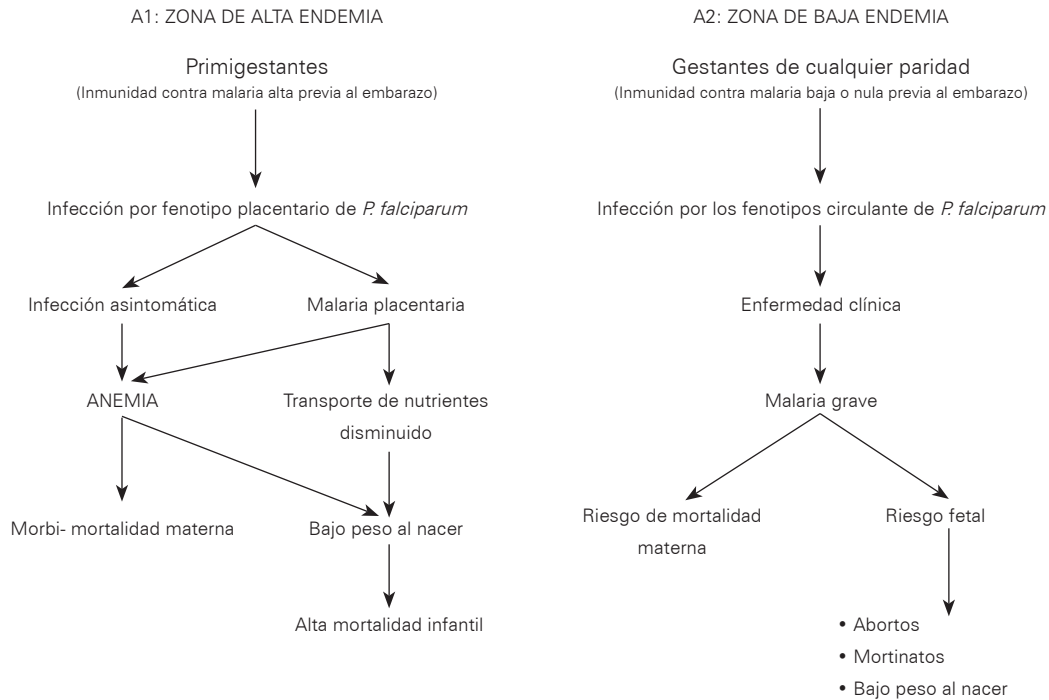 A1: ZONA DE ALTA ENDEMIA
Primigestantes
(Inmunidad contra malaria alta previa al embarazo)
Infección por fenotipo placentario de P. falciparum
Infección asintomática
Malaria placentaria
ANEMIA
Transporte de nutrientes
disminuido
Morbi- mortalidad materna
Bajo peso al nacer
Alta mortalidad infantil
A2: ZONA DE BAJA ENDEMIA
Gestantes de cualquier paridad
(Inmunidad contra malaria baja o nula previa al embarazo)
Infección por los fenotipos circulante de P. falciparum
Enfermedad clínica
Malaria grave
Riesgo de mortalidad
materna
Riesgo fetal
• Abortos
• Mortinatos
• Bajo peso al nacer